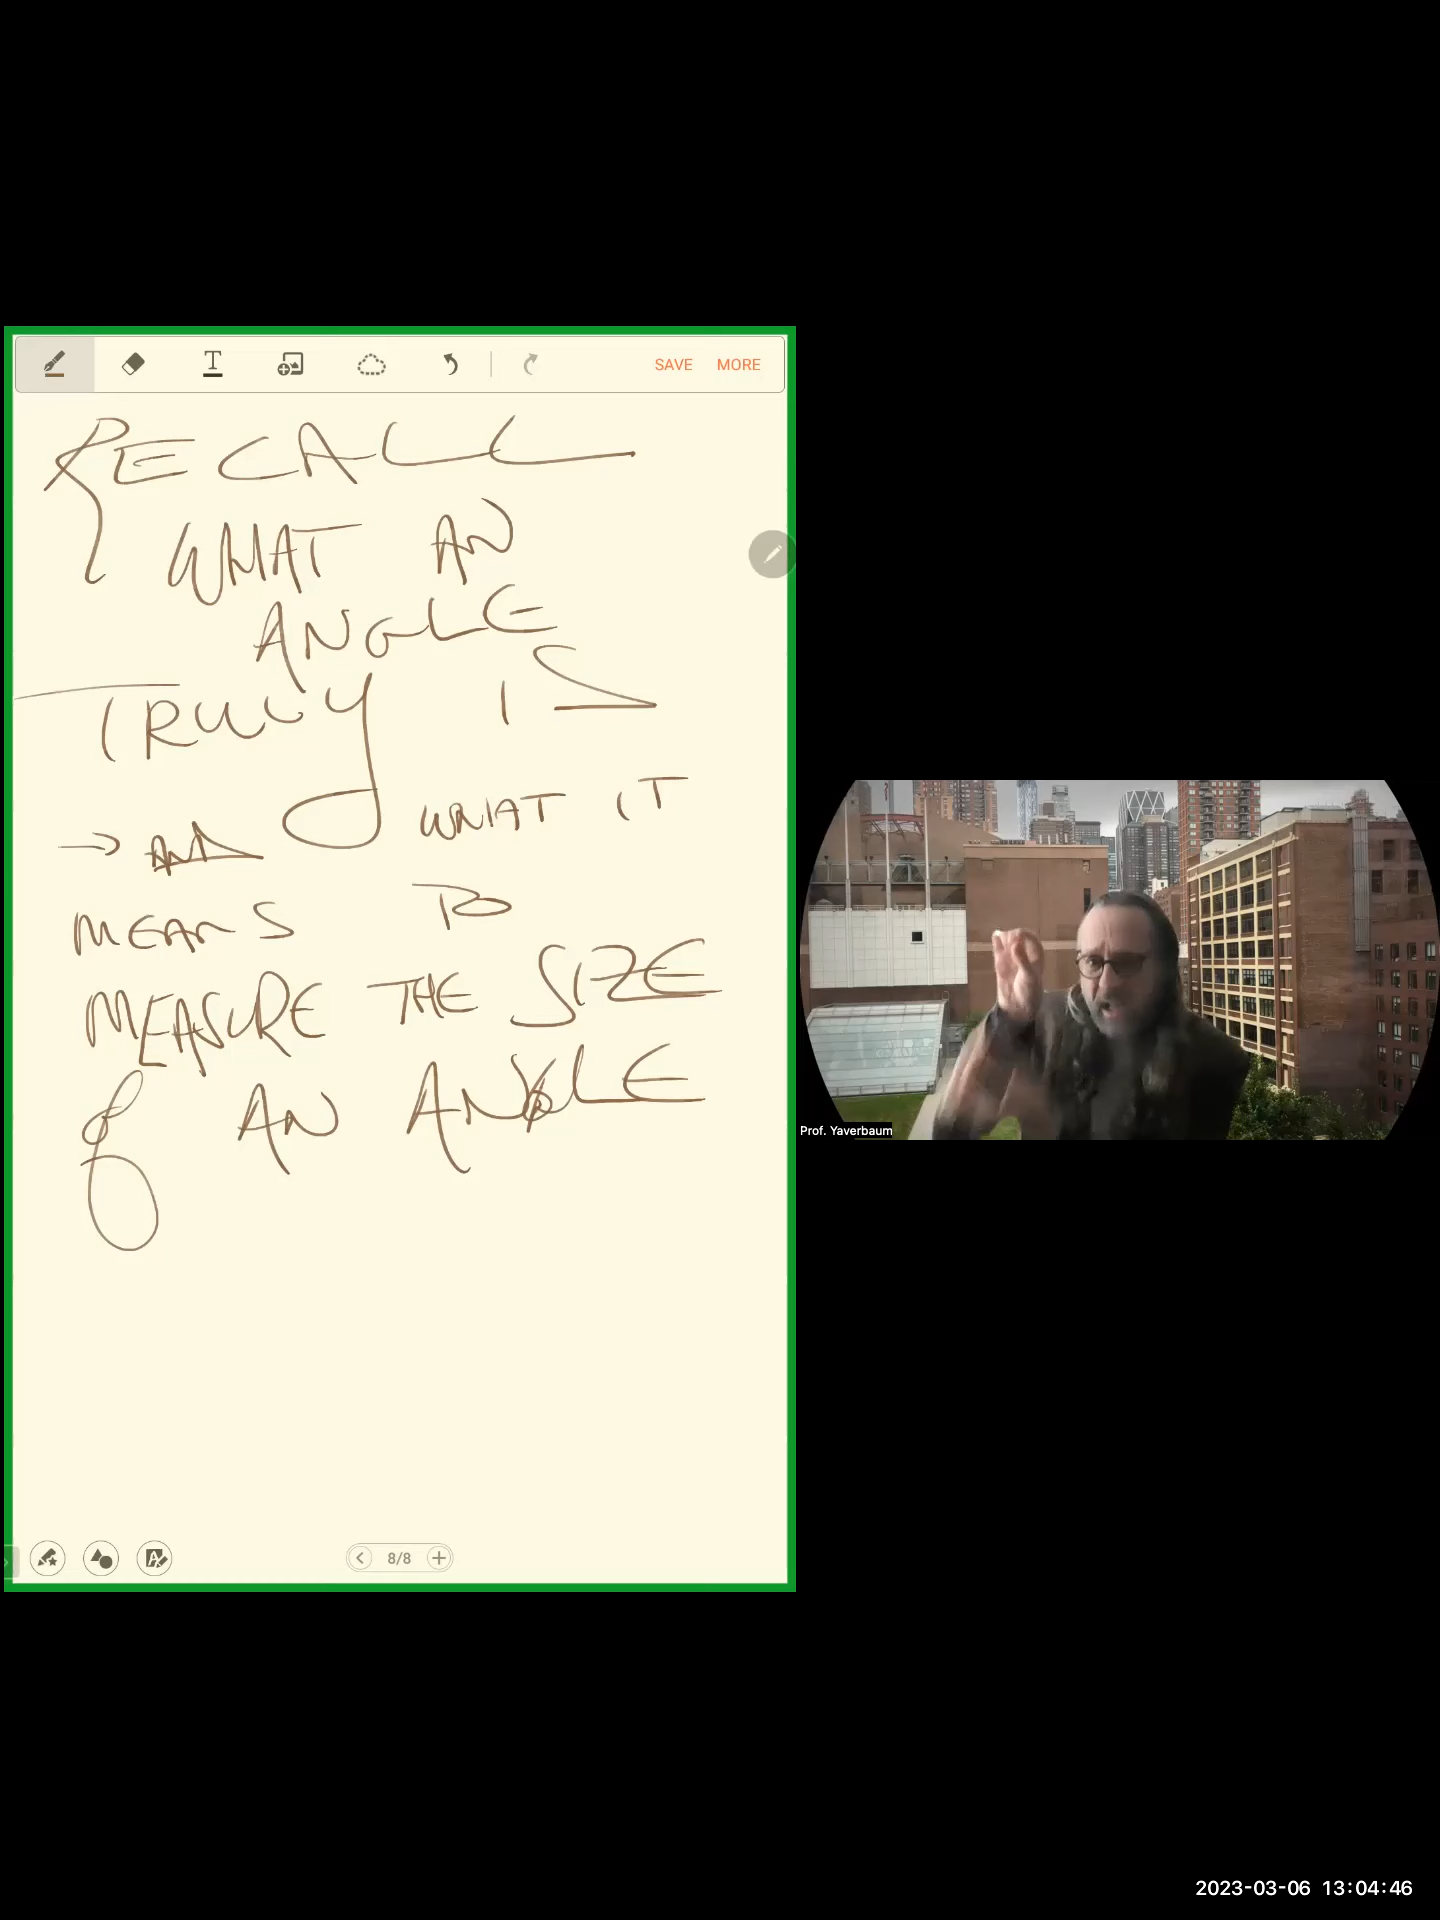 T
SAVE MORE
RECALL
WHAT AN
ANGLE
TRULY IS
→ AND WHAT IT
MEANS TO
MEASURE THE SIZE
of AN ANGLE
A
8/8
Prof. Yaverbaum
2023-03-06 13:04:46